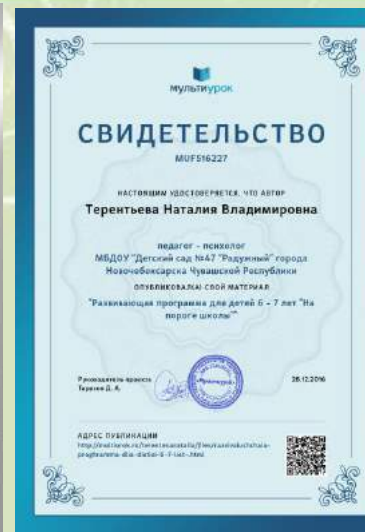 мультиурок
СВИДЕТЕЛЬСТВО
MUF516227
НАСТОЯЩИМ УДОСТОВЕРЯЕТСЯ, ЧТО АВТОР
Терентьева Наталия Владимировна
педагог - психолог
МБДОУ "Детский сад №47 "Радужный" города
Новочебоксарска Чувашской Республики
ОПУБЛИКОВАЛ(А) СВОЙ МАТЕРИАЛ
"Развивающая программа для детей 6 - 7 лет "На
пороге школы""
Руководитель проекта
Тараcов Д. А.
26.12.2016
АДРЕС ПУБЛИКАЦИИ